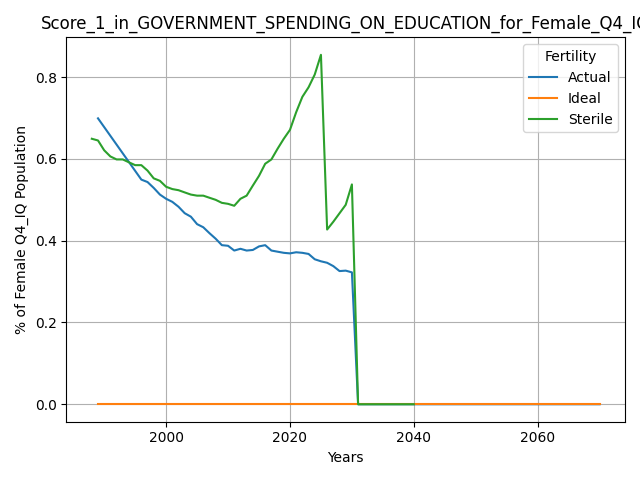 Score_1_in_GOVERNMENT_SPENDING_ON_EDUCATION_for_Female_Q4_IQ
Fertility
Actual
Ideal
Sterile
% of Female Q4_IQ Population
0.8
0.6
0.4
0.2
0.0
2000 2020 2040 2060
Years